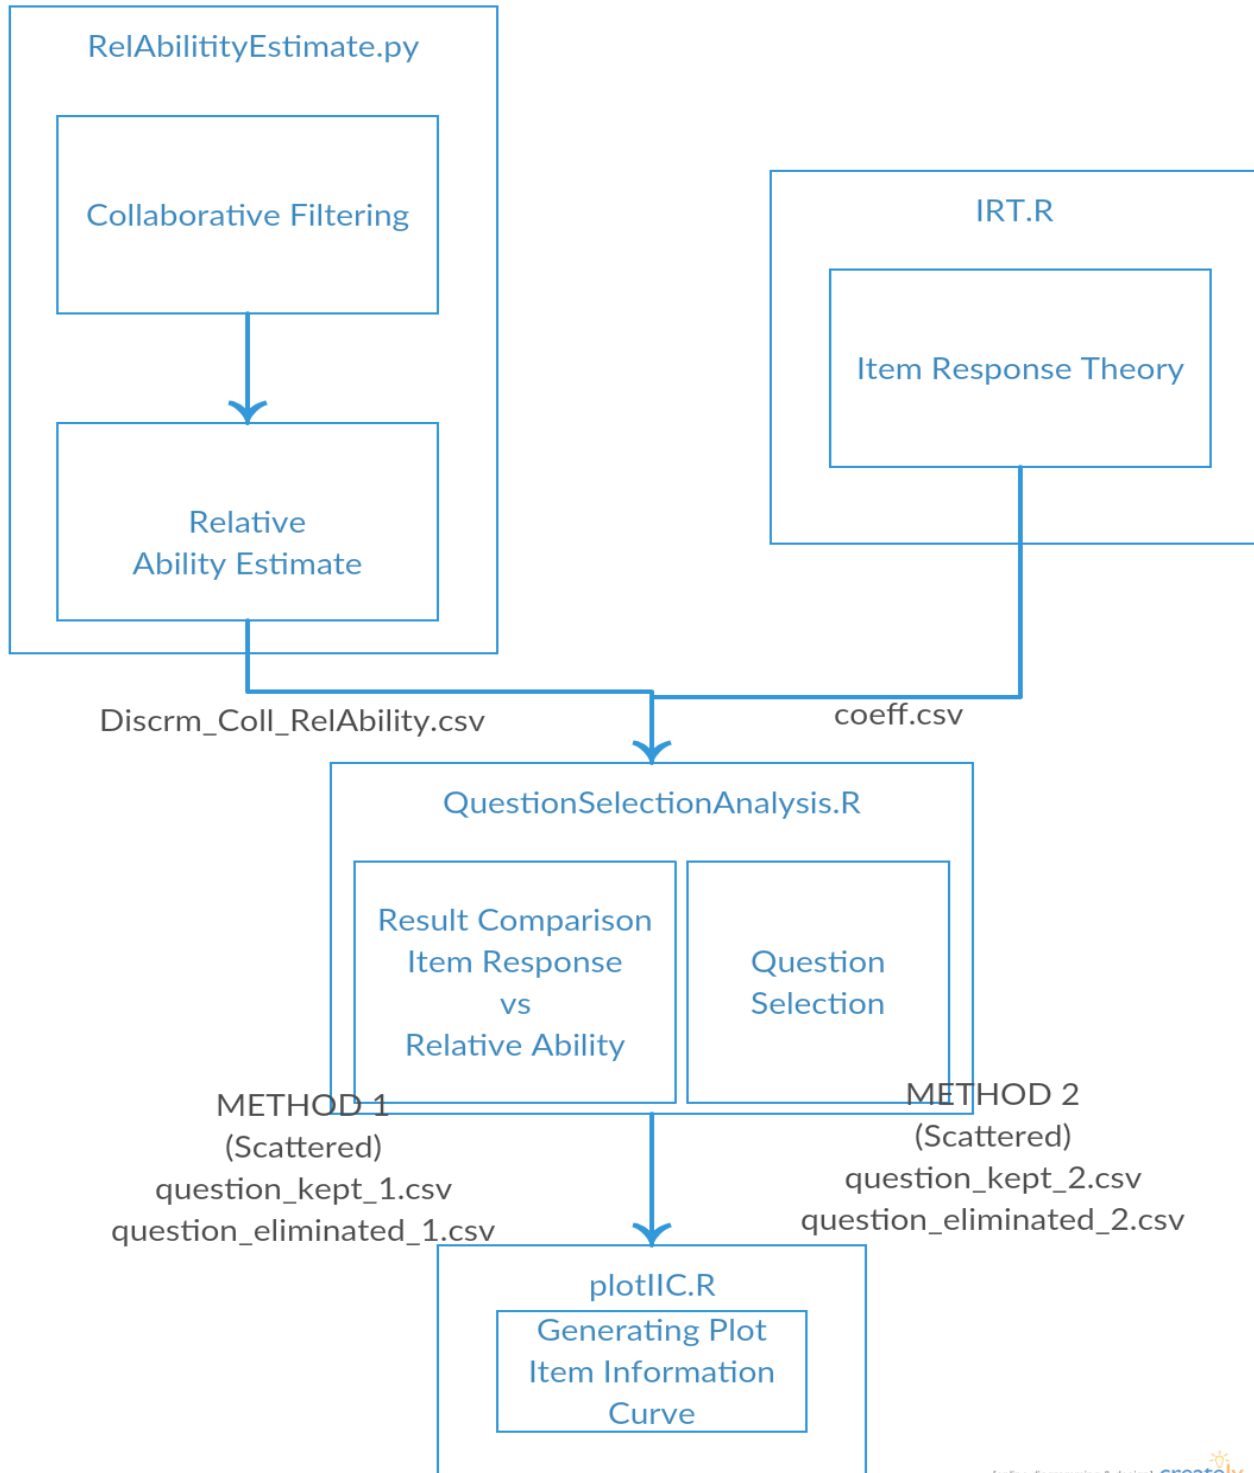 RelAbilitityEstimate.py
Collaborative Filtering
Relative
Ability Estimate
IRT.R
Item Response Theory
Discrm_Coll_RelAbility.csv
coeff.csv
QuestionSelectionAnalysis.R
Result Comparison
Item Response
vs
Relative Ability
Question
Selection
METHOD 1
(Scattered)
question_kept_1.csv
question_eliminated_1.csv
METHOD 2
(Scattered)
question_kept_2.csv
question_eliminated_2.csv
plotIIC.R
Generating Plot
Item Information
Curve